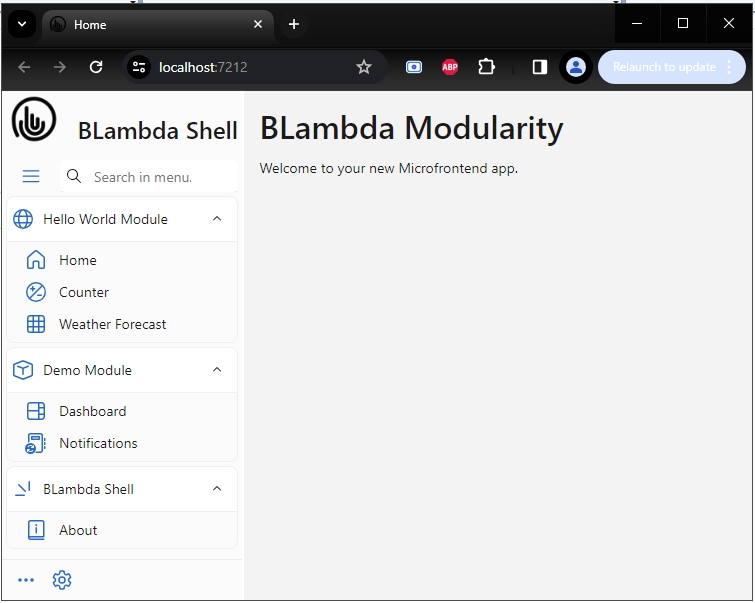 Home
localhost:7212
ABP
Relaunch to update
BLambda Shell
Search in menu.
Hello World Module
Home
Counter
Weather Forecast
Demo Module
Dashboard
Notifications
BLambda Shell
About
BLambda Modularity
Welcome to your new Microfrontend app.